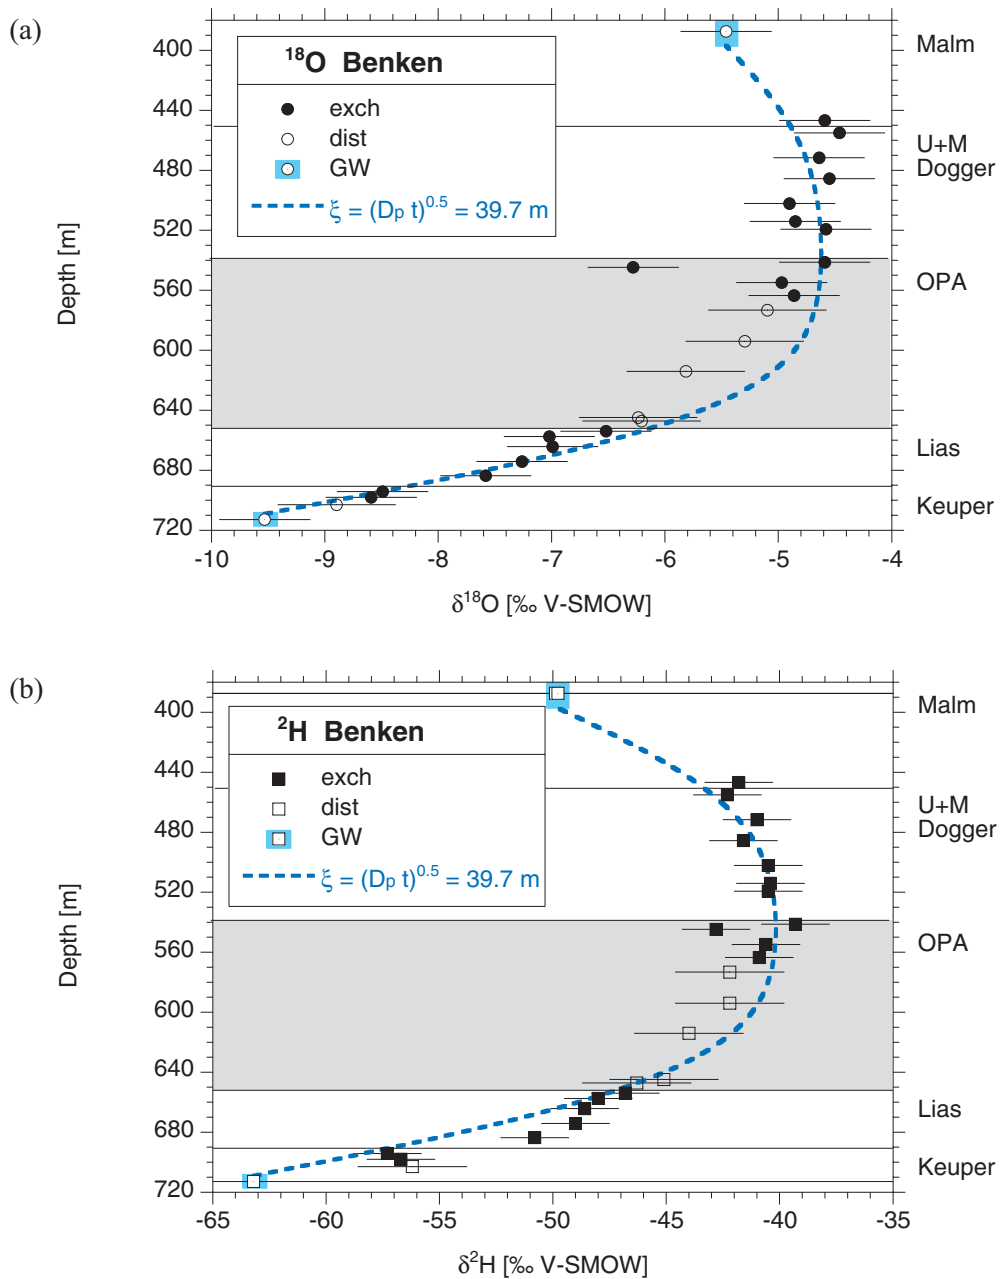 (a)
18O Benken
exch
dist
GW
ξ = (Dp t)^0.5 = 39.7 m
Malm
U+M
Dogger
OPA
Lias
Keuper
400
440
480
520
560
600
640
680
720
Depth [m]
-10
-9
-8
-7
-6
-5
-4
δ18O [‰ V-SMOW]
(b)
2H Benken
exch
dist
GW
ξ = (Dp t)^0.5 = 39.7 m
Malm
U+M
Dogger
OPA
Lias
Keuper
400
440
480
520
560
600
640
680
720
Depth [m]
-65
-60
-55
-50
-45
-40
-35
δ2H [‰ V-SMOW]